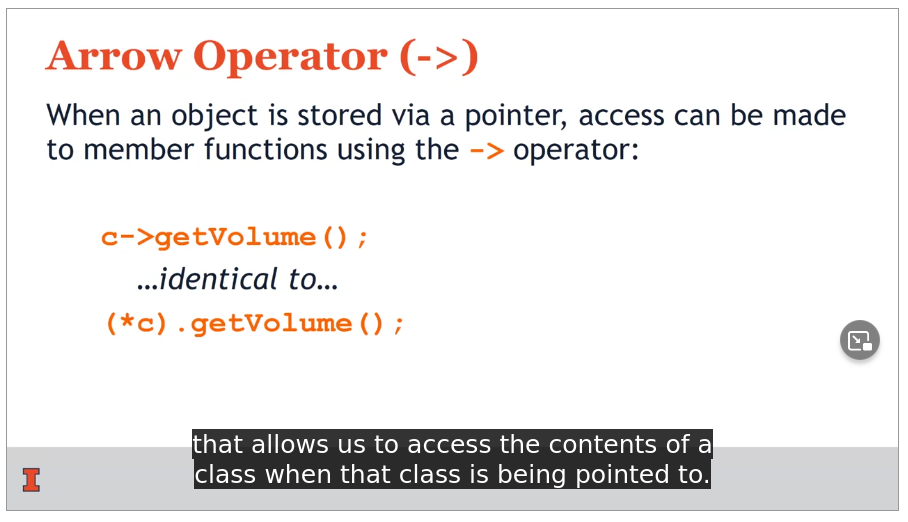 Arrow Operator (->)
When an object is stored via a pointer, access can be made
to member functions using the -> operator:
c->getVolume();
…identical to…
(*c).getVolume();
that allows us to access the contents of a
class when that class is being pointed to.
I